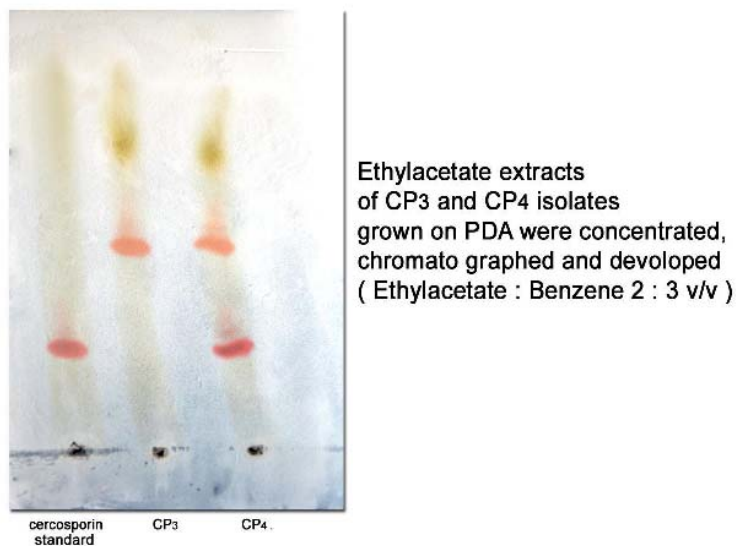 Ethylacetate extracts
of CP3 and CP4 isolates
grown on PDA were concentrated,
chromato graphed and devoloped
( Ethylacetate : Benzene 2 : 3 v/v )
cercosporin CP3 CP4 .
standard